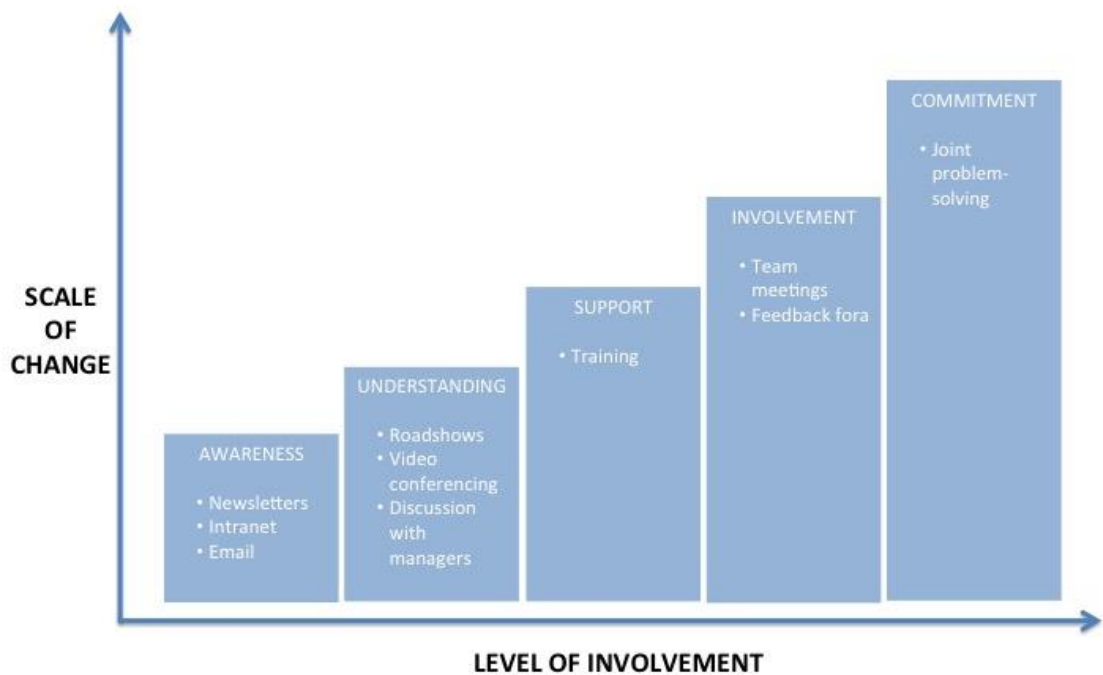 SCALE
OF
CHANGE
AWARENESS
• Newsletters
• Intranet
• Email
UNDERSTANDING
• Roadshows
• Video
conferencing
• Discussion
with
managers
SUPPORT
• Training
INVOLVEMENT
• Team
meetings
• Feedback fora
COMMITMENT
• Joint
problem-
solving
LEVEL OF INVOLVEMENT